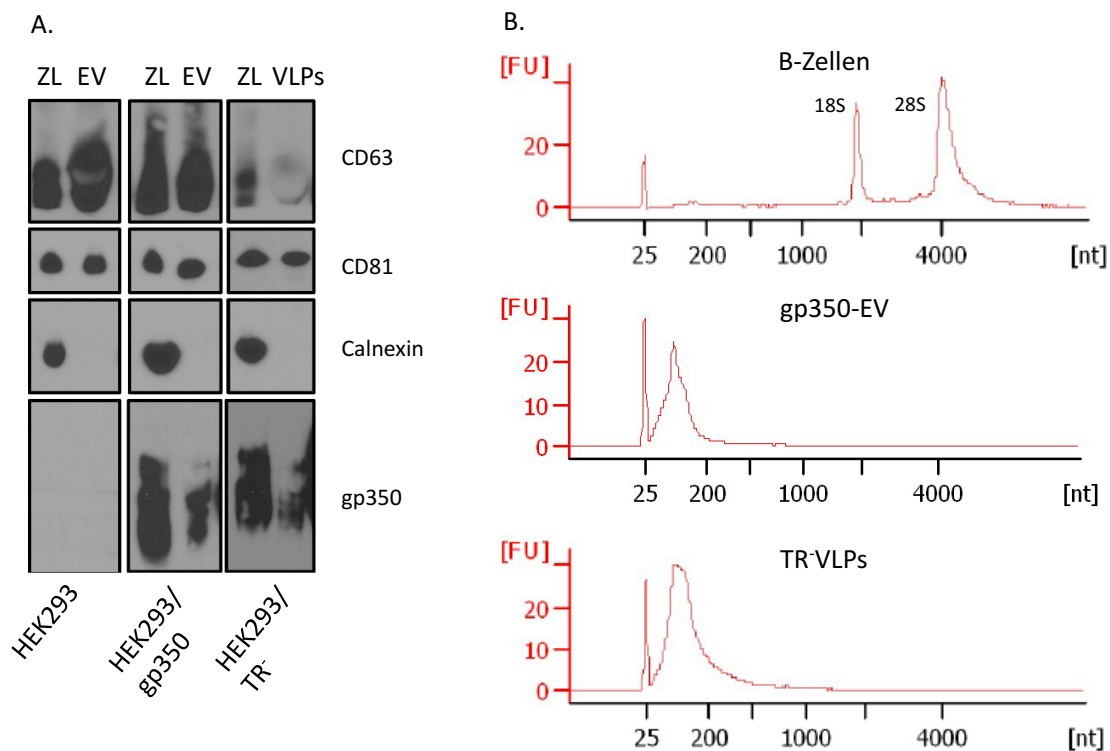 A.
ZL EV ZL EV ZL VLPs
CD63
CD81
Calnexin
gp350
HEK293
HEK293/
gp350
HEK293/
TR⁻
B.
B-Zellen
[FU]
18S 28S
20
0
25 200 1000 4000 [nt]
gp350-EV
[FU]
20
10
0
25 200 1000 4000 [nt]
TR⁻VLPs
[FU]
20
10
0
25 200 1000 4000 [nt]